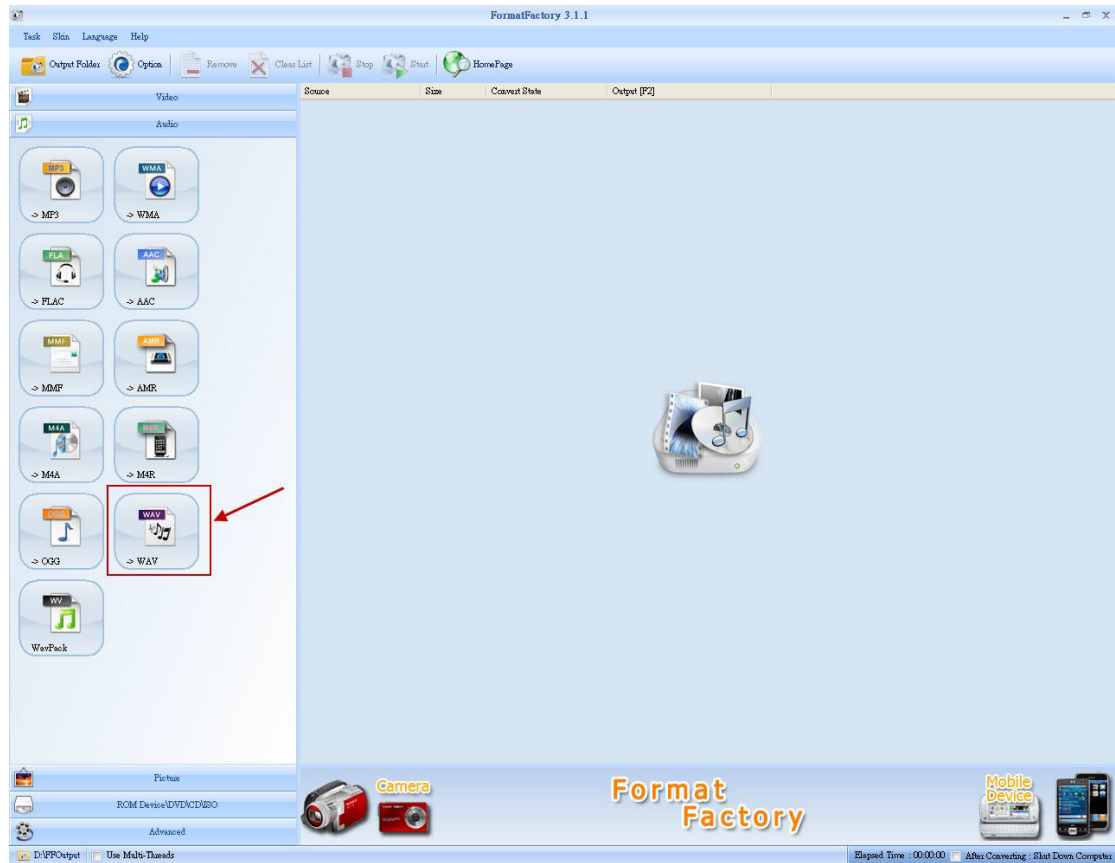 FormatFactory 3.1.1
Task Skin Language Help
Output Folder Option Remove Clear List Stop Start HomePage
Video
Source Size Convert State Output [F2]
Audio
MP3 WMA
-> MP3 -> WMA
FLA AAC
-> FLAC -> AAC
MMF AMR
-> MMF -> AMR
M4A M4R
-> M4A -> M4R
OGG WAV
-> OGG -> WAV
WV
WavPack
Picture
ROM Device\DVD\CD\ISO
Advanced
Camera
Format
Factory
Mobile
Device
D:\FFOutput Use Multi-Threads
Elapsed Time : 00:00:00 After Converting : Shut Down Computer